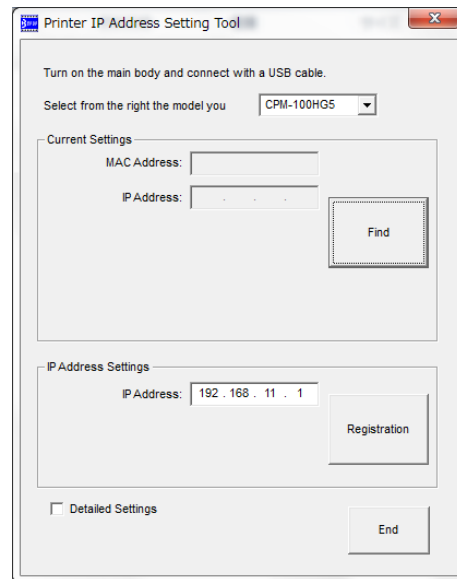 Printer IP Address Setting Tool
Turn on the main body and connect with a USB cable.
Select from the right the model you
CPM-100HG5
Current Settings
MAC Address:
IP Address: . . .
Find
IP Address Settings
IP Address: 192 . 168 . 11 . 1
Registration
Detailed Settings
End